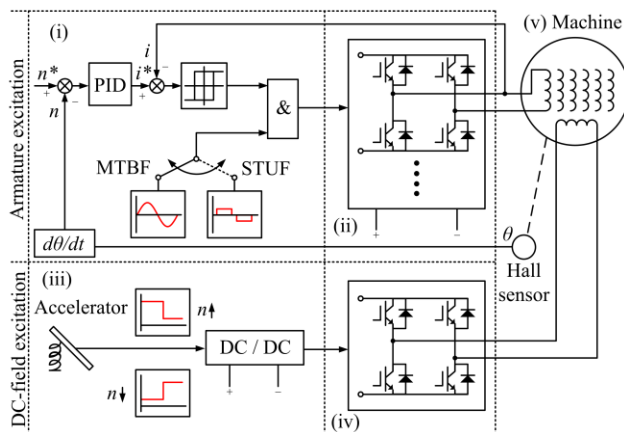 (i)
(v) Machine
Armature excitation
n*
+
−
n
PID
i
−
i*
+
&
MTBF
STUF
(ii)
+ −
dθ/dt
θ
Hall
sensor
DC-field excitation
(iii)
Accelerator
n↑
DC / DC
n↓
+ −
(iv)